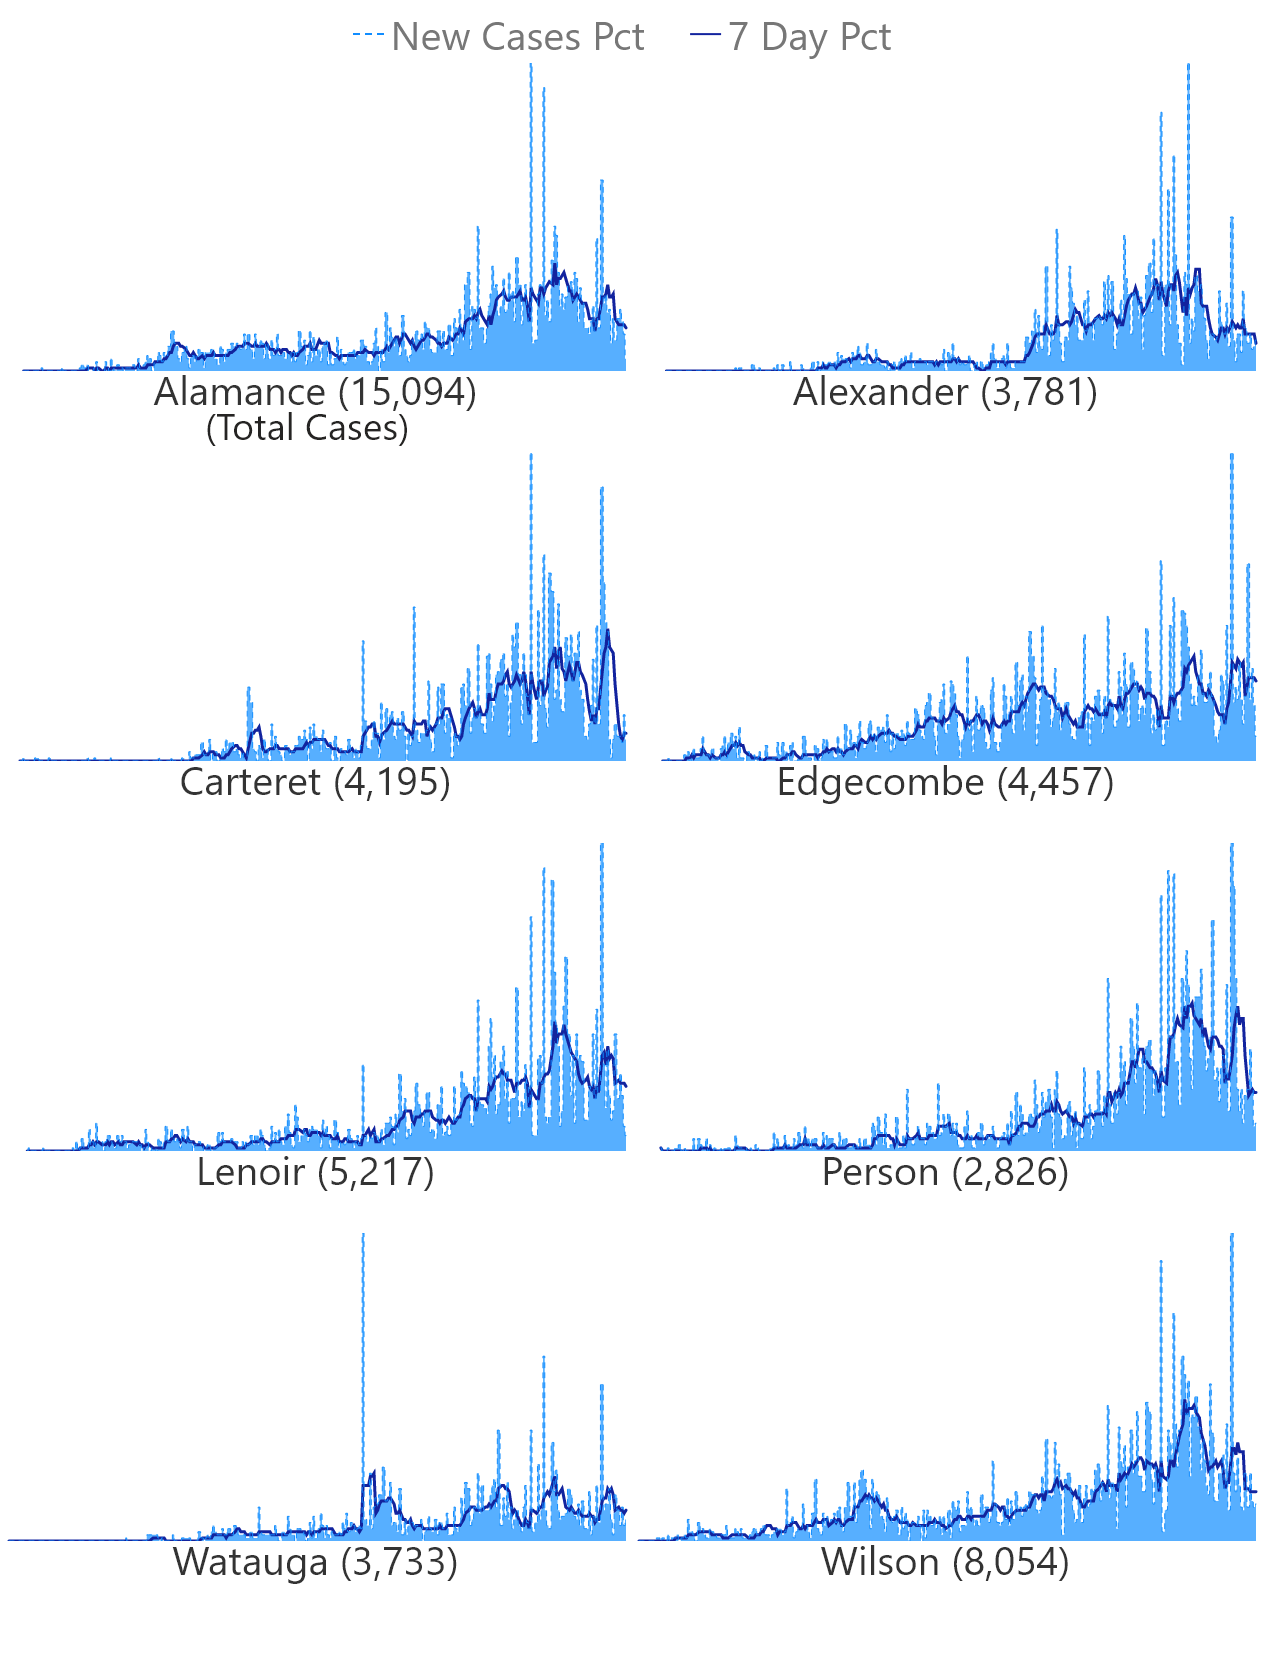 New Cases Pct 7 Day Pct
Alamance (15,094)
(Total Cases)
Alexander (3,781)
Carteret (4,195)
Edgecombe (4,457)
Lenoir (5,217)
Person (2,826)
Watauga (3,733)
Wilson (8,054)